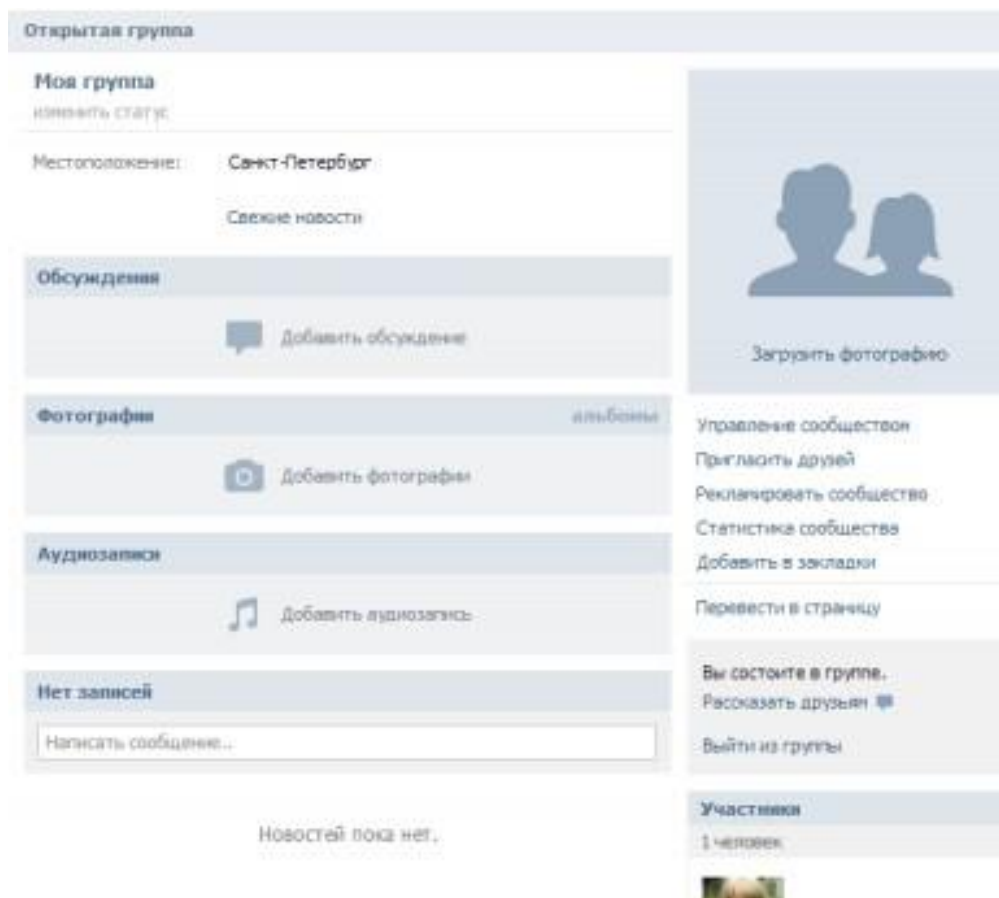 Открытая группа
Моя группа
изменить статус
Местоположение: Санкт-Петербург
Свежие новости
Обсуждения
Добавить обсуждение
Фотографии альбомы
Добавить фотографии
Аудиозаписи
Добавить аудиозапись
Нет записей
Написать сообщение...
Новостей пока нет.
Загрузить фотографию
Управление сообществом
Пригласить друзей
Рекламировать сообщество
Статистика сообщества
Добавить в закладки
Перевести в страницу
Вы состоите в группе.
Рассказать друзьям
Выйти из группы
Участники
1 человек